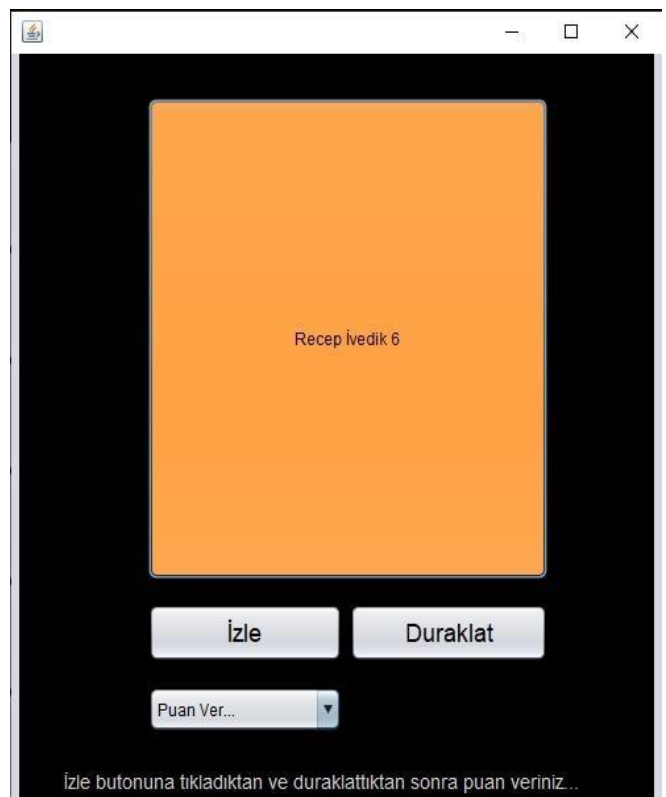 Recep İvedik 6
İzle
Duraklat
Puan Ver...
İzle butonuna tıkladıktan ve duraklattıktan sonra puan veriniz...